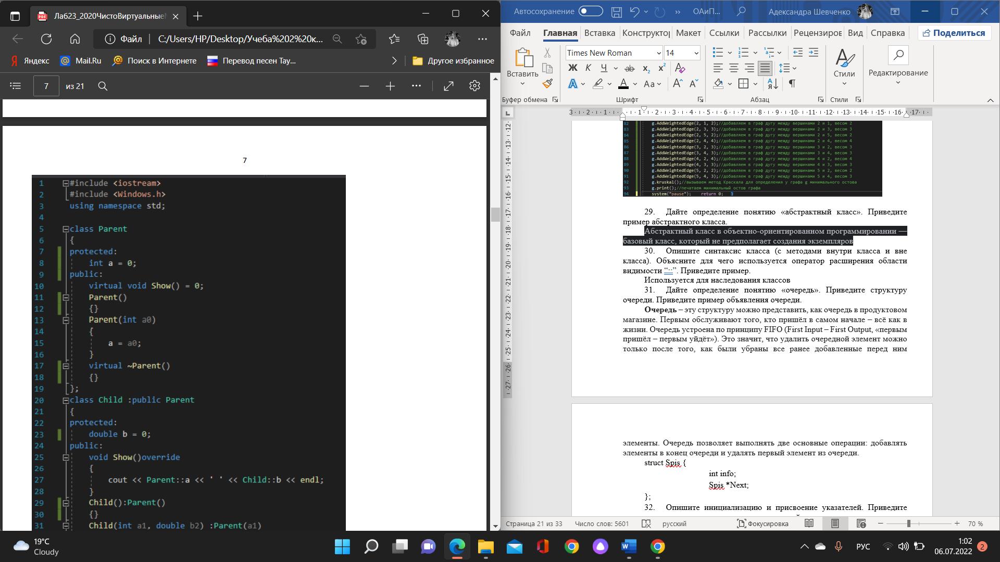 Лаб23_2020ЧистоВиртуальные
Файл
C:/Users/HP/Desktop/Учеба%202%20к...
Яндекс
Mail.Ru
Поиск в Интернете
Перевод песен Tay...
Другое избранное
7
из 21
7
1 #include <iostream>
2 #include <Windows.h>
3 using namespace std;
4
5 class Parent
6 {
7 protected:
8 int a = 0;
9 public:
10 virtual void Show() = 0;
11 Parent()
12 {}
13 Parent(int a0)
14 {
15 a = a0;
16 }
17 virtual ~Parent()
18 {}
19 };
20 class Child :public Parent
21 {
22 protected:
23 double b = 0;
24 public:
25 void Show()override
26 {
27 cout << Parent::a << ' ' << Child::b << endl;
28 }
29 Child():Parent()
30 {}
31 Child(int a1, double b2) :Parent(a1)
Автосохранение
ОАиП...
Александра Шевченко
Файл
Главная
Вставка
Конструктор
Макет
Ссылки
Рассылки
Рецензиров
Вид
Справка
Поделиться
Вставить
Times New Roman
14
Ж К Ч ab x₂ x²
Стили
Редактирование
Буфер обмена
Шрифт
Абзац
Стили
82 g.AddWeightedEdge(2, 1, 2);//добавляем в граф дугу между вершинами 2 и 1, весом 2
83 g.AddWeightedEdge(2, 3, 3);//добавляем в граф дугу между вершинами 2 и 3, весом 3
84 g.AddWeightedEdge(2, 5, 2);//добавляем в граф дугу между вершинами 2 и 5, весом 2
85 g.AddWeightedEdge(2, 4, 4);//добавляем в граф дугу между вершинами 2 и 4, весом 4
86 g.AddWeightedEdge(3, 2, 3);//добавляем в граф дугу между вершинами 3 и 2, весом 3
87 g.AddWeightedEdge(3, 4, 3);//добавляем в граф дугу между вершинами 3 и 4, весом 3
88 g.AddWeightedEdge(4, 2, 4);//добавляем в граф дугу между вершинами 4 и 2, весом 4
89 g.AddWeightedEdge(4, 3, 3);//добавляем в граф дугу между вершинами 4 и 3, весом 3
90 g.AddWeightedEdge(5, 2, 2);//добавляем в граф дугу между вершинами 5 и 2, весом 2
91 g.AddWeightedEdge(5, 4, 3);//добавляем в граф дугу между вершинами 5 и 4, весом 3
92 g.kruskal();//вызываем метод Краскала для определения у графа g минимального остова
93 g.print();//печатаем минимальный остов графа
94 system("pause"); return 0; }
29. Дайте определение понятию «абстрактный класс». Приведите
пример абстрактного класса.
Абстрактный класс в объектно-ориентированном программировании —
базовый класс, который не предполагает создания экземпляров
30. Опишите синтаксис класса (с методами внутри класса и вне
класса). Объясните для чего используется оператор расширения области
видимости “::”. Приведите пример.
Используется для наследования классов
31. Дайте определение понятию «очередь». Приведите структуру
очереди. Приведите пример объявления очереди.
Очередь – эту структуру можно представить, как очередь в продуктовом
магазине. Первым обслуживают того, кто пришёл в самом начале – всё как в
жизни. Очередь устроена по принципу FIFO (First Input – First Output, «первым
пришёл – первым уйдёт»). Это значит, что удалить очередной элемент можно
только после того, как были убраны все ранее добавленные перед ним
элементы. Очередь позволяет выполнять две основные операции: добавлять
элементы в конец очереди и удалять первый элемент из очереди.
struct Spis {
int info;
Spis *Next;
};
32. Опишите инициализацию и присвоение указателей. Приведите
Страница 21 из 33
Число слов: 5601
русский
Фокусировка
70 %
19°C
Cloudy
РУС
1:02
06.07.2022
2